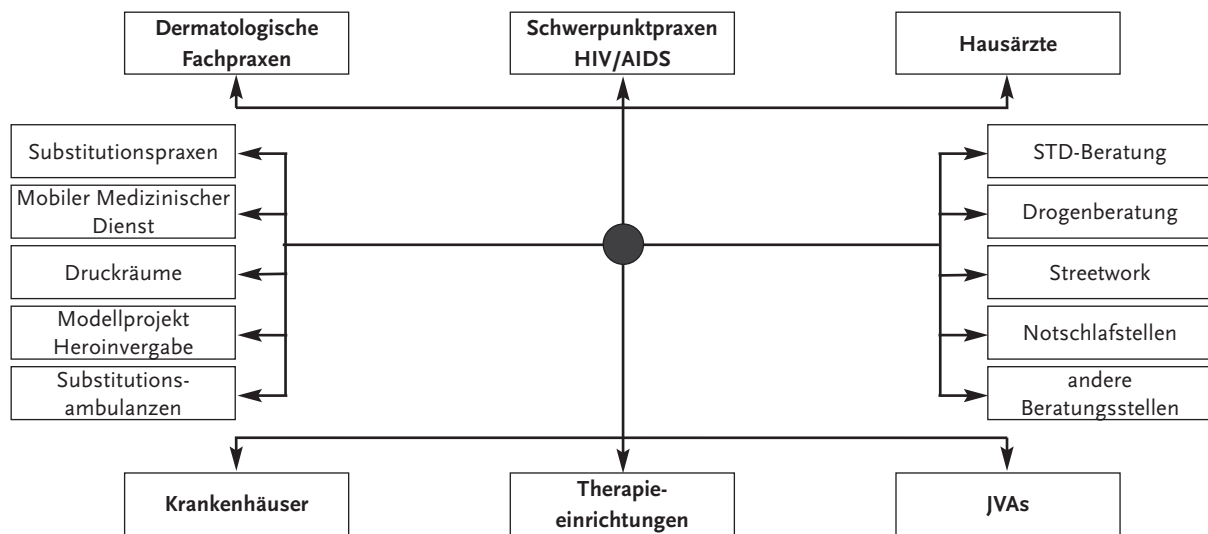 Dermatologische
Fachpraxen
Schwerpunktpraxen
HIV/AIDS
Hausärzte
Substitutionspraxen
Mobiler Medizinischer
Dienst
Druckräume
Modellprojekt
Heroinvergabe
Substitutions-
ambulanzen
STD-Beratung
Drogenberatung
Streetwork
Notschlafstellen
andere
Beratungsstellen
Krankenhäuser
Therapie-
einrichtungen
JVAs